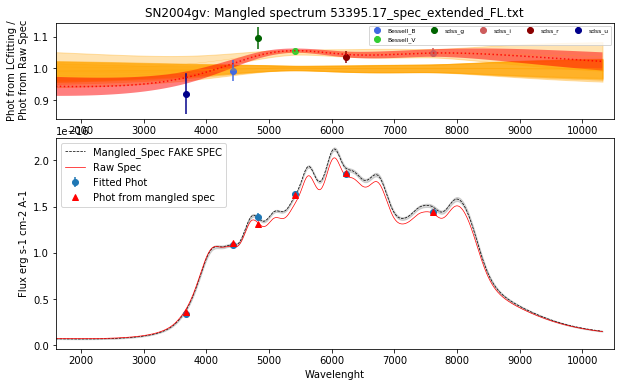 SN2004gv: Mangled spectrum 53395.17_spec_extended_FL.txt
Phot from LCfitting /
Phot from Raw Spec
1.1
1.0
0.9
Bessell_B
Bessell_V
sdss_g
sdss_i
sdss_r
sdss_u
2000 3000 4000 5000 6000 7000 8000 9000 10000
1e−16
Flux erg s-1 cm-2 A-1
2.0
1.5
1.0
0.5
0.0
Mangled_Spec FAKE SPEC
Raw Spec
Fitted Phot
Phot from mangled spec
2000 3000 4000 5000 6000 7000 8000 9000 10000
Wavelenght